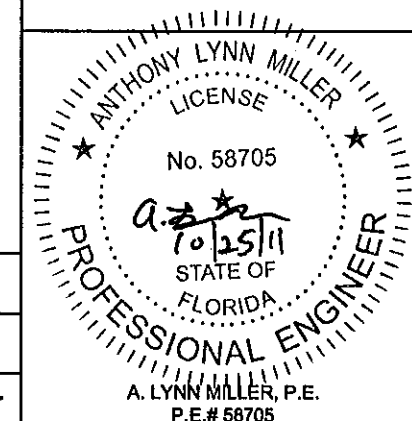 ANTHONY LYNN MILLER
LICENSE
No. 58705
10/25/11
STATE OF
FLORIDA
PROFESSIONAL ENGINEER
A. LYNN MILLER, P.E.
P.E.# 58705